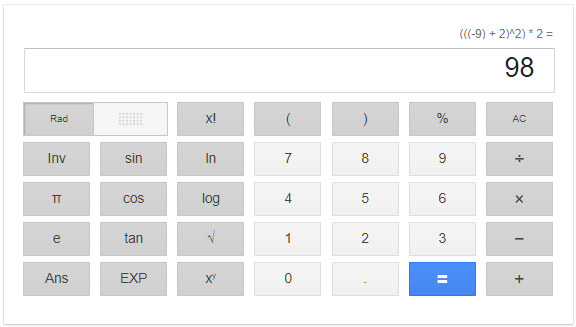 (((-9) + 2)^2) * 2 =
98
Rad x! ( ) % AC
Inv sin ln 7 8 9 ÷
π cos log 4 5 6 ×
e tan √ 1 2 3 −
Ans EXP xʸ 0 . = +